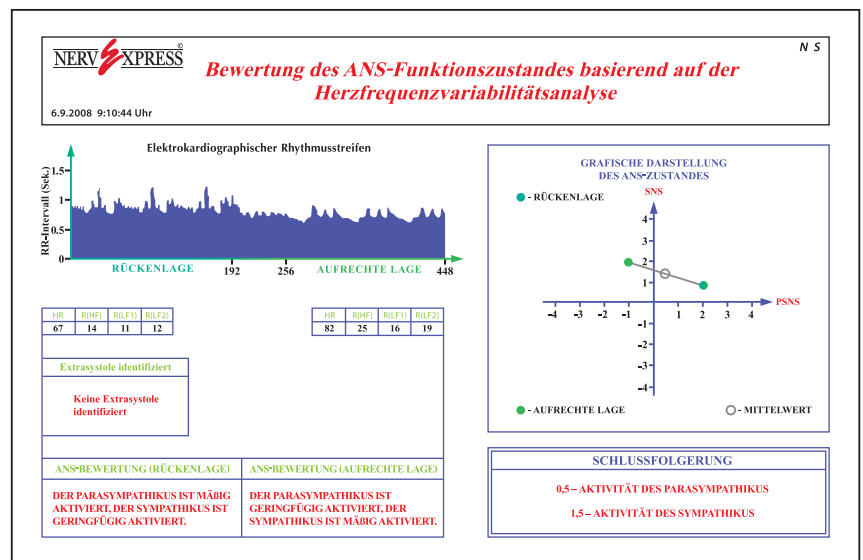 NERV EXPRESS®
N S
Bewertung des ANS-Funktionszustandes basierend auf der
Herzfrequenzvariabilitätsanalyse
6.9.2008 9:10:44 Uhr
Elektrokardiographischer Rhythmusstreifen
RR-Intervall (Sek.)
1.5
1
0.5
0
RÜCKENLAGE
192
256
AUFRECHTE LAGE
448
HR R(HF) R(LF1) R(LF2)
67 14 11 12
HR R(HF) R(LF1) R(LF2)
82 25 16 19
Extrasystole identifiziert
Keine Extrasystole
identifiziert
ANS-BEWERTUNG (RÜCKENLAGE)
DER PARASYMPATHIKUS IST MÄßIG
AKTIVIERT, DER SYMPATHIKUS IST
GERINGFÜGIG AKTIVIERT.
ANS-BEWERTUNG (AUFRECHTE LAGE)
DER PARASYMPATHIKUS IST
GERINGFÜGIG AKTIVIERT, DER
SYMPATHIKUS IST MÄßIG AKTIVIERT.
GRAFISCHE DARSTELLUNG
DES ANS-ZUSTANDES
SNS
- RÜCKENLAGE
4
3
2
1
-4 -3 -2 -1 1 2 3 4
PSNS
-1
-2
-3
-4
- AUFRECHTE LAGE
- MITTELWERT
SCHLUSSFOLGERUNG
0,5 – AKTIVITÄT DES PARASYMPATHIKUS
1,5 – AKTIVITÄT DES SYMPATHIKUS